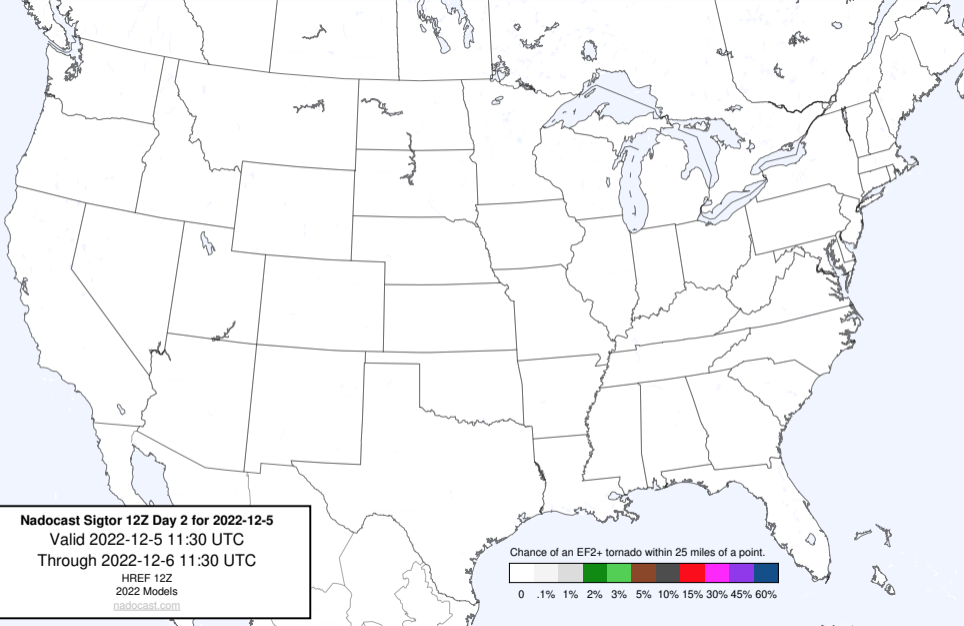 Nadocast Sigtor 12Z Day 2 for 2022-12-5
Valid 2022-12-5 11:30 UTC
Through 2022-12-6 11:30 UTC
HREF 12Z
2022 Models
nadocast.com
Chance of an EF2+ tornado within 25 miles of a point.
0 .1% 1% 2% 3% 5% 10% 15% 30% 45% 60%